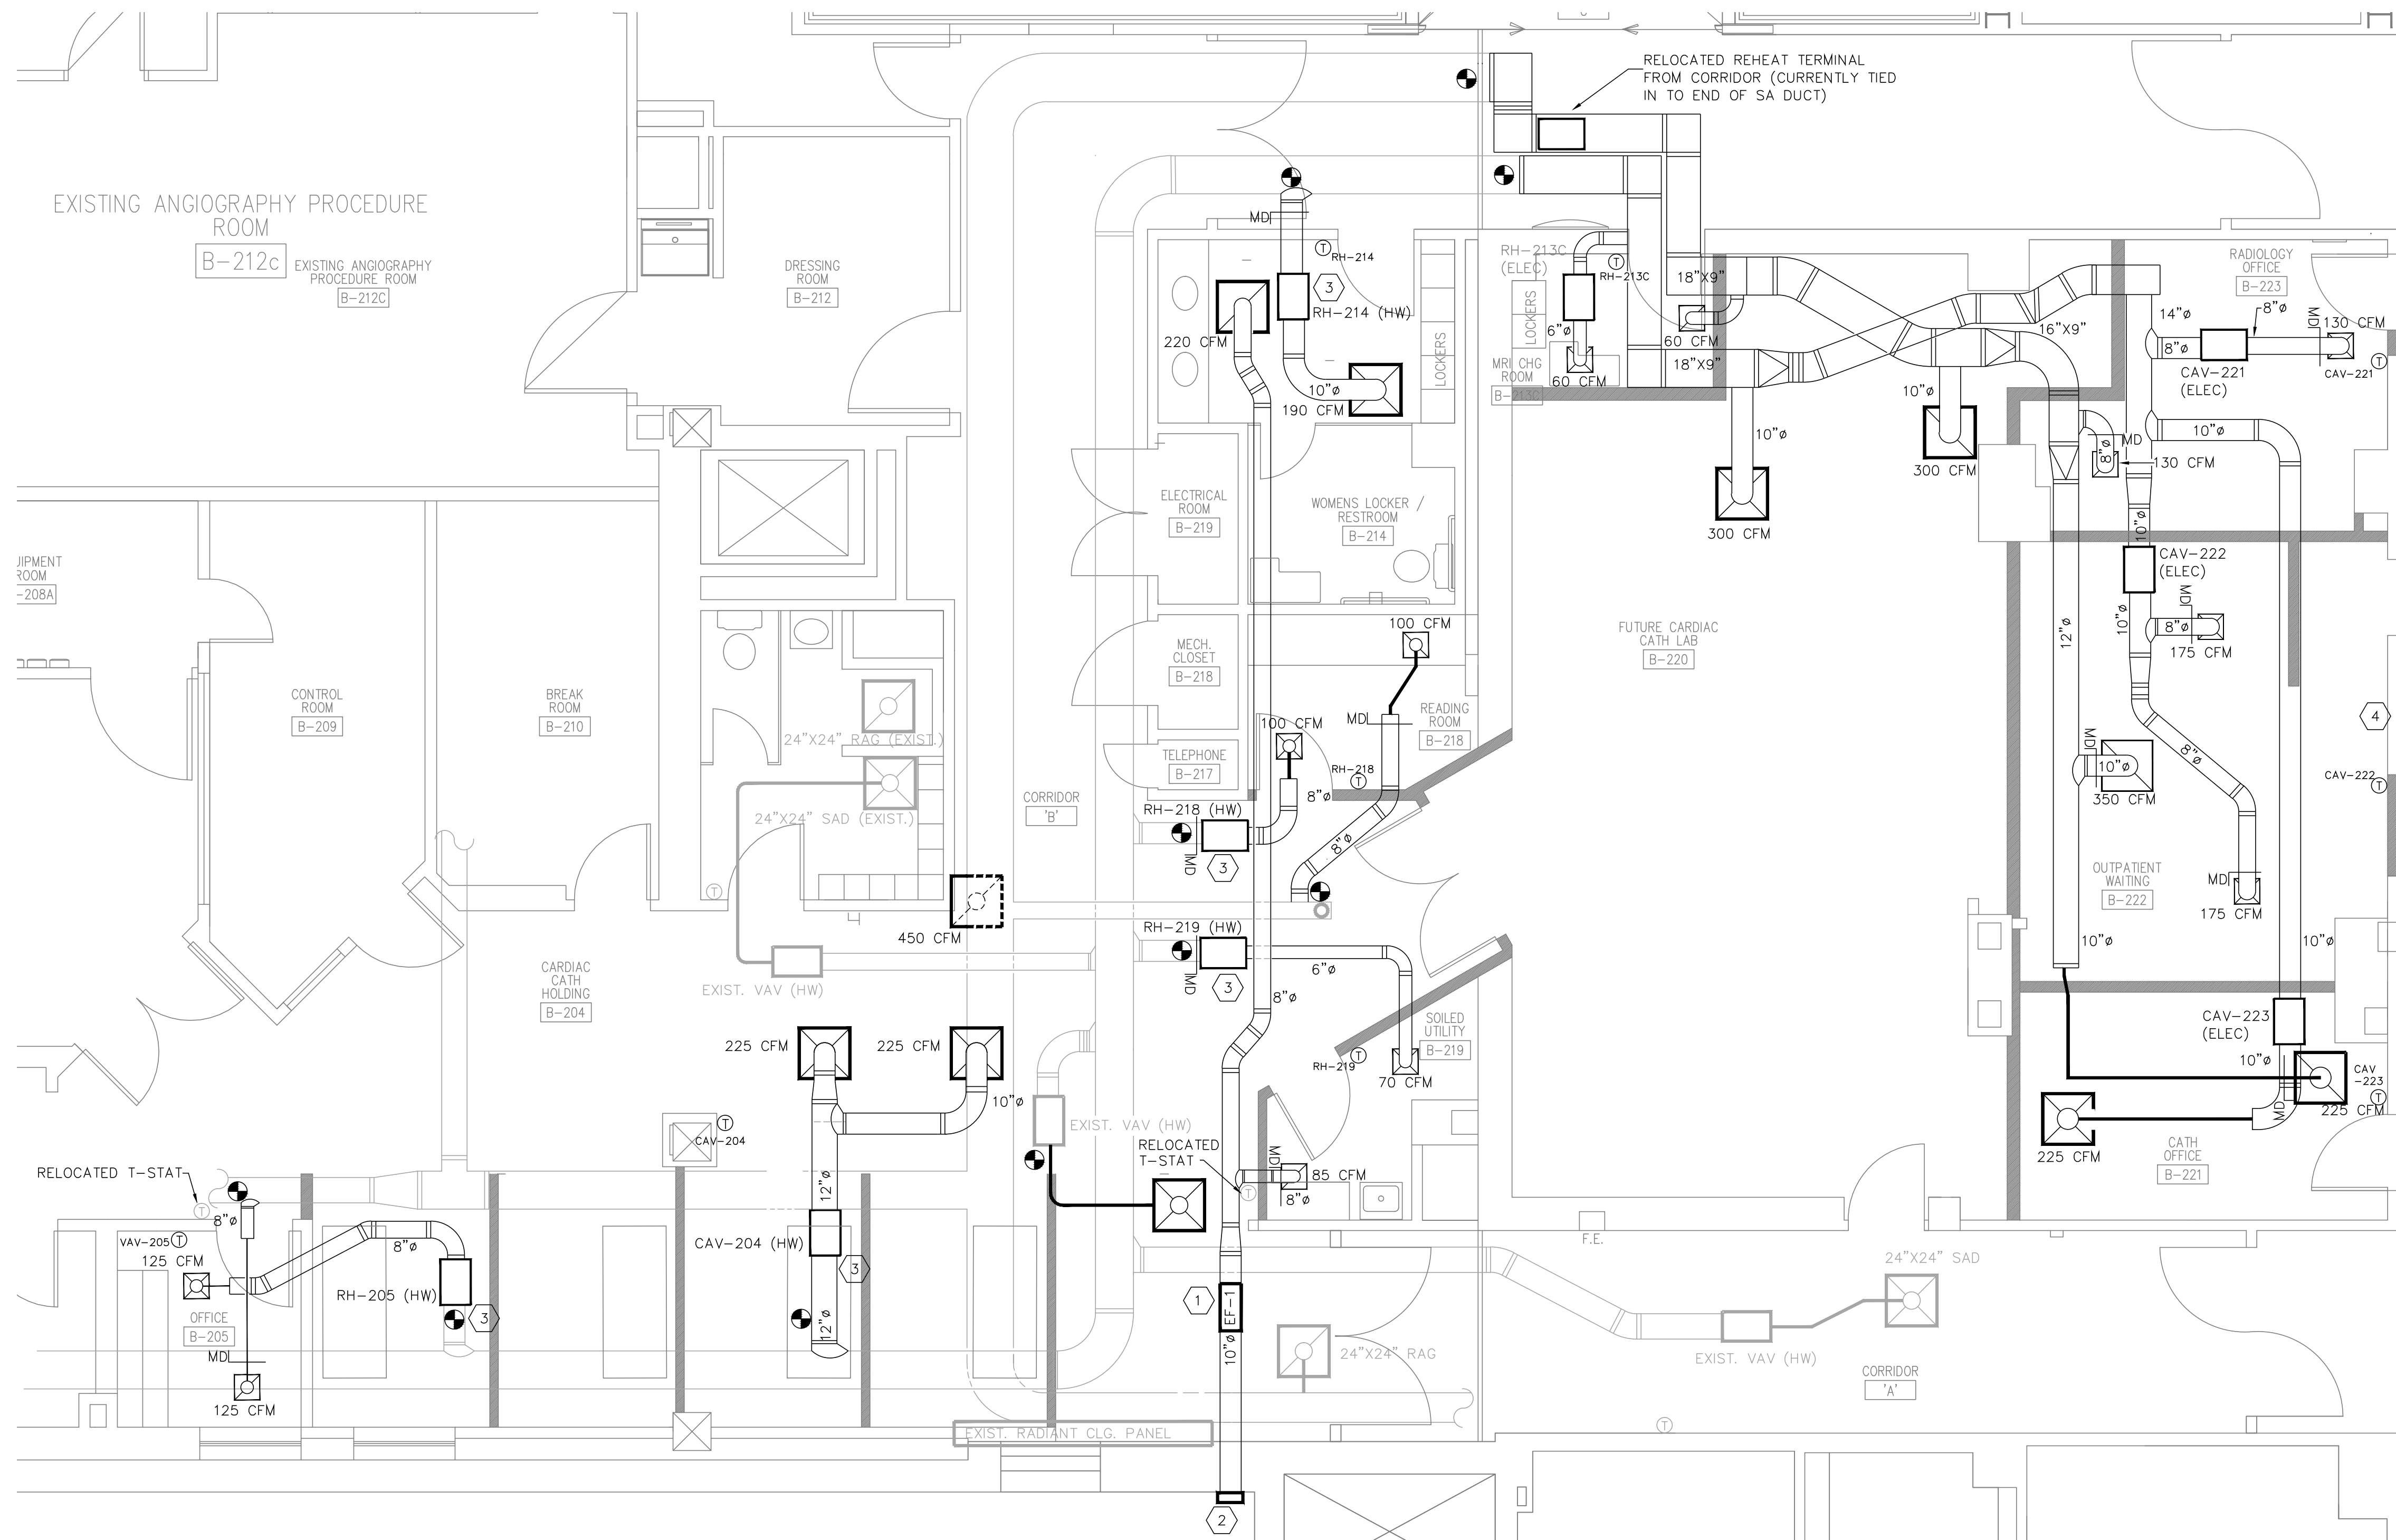 RELOCATED REHEAT TERMINAL
FROM CORRIDOR (CURRENTLY TIED
IN TO END OF SA DUCT)
EXISTING ANGIOGRAPHY PROCEDURE
ROOM
B-212c
EXISTING ANGIOGRAPHY
PROCEDURE ROOM
B-212C
DRESSING
ROOM
B-212
MD
RH-214
3
RH-214 (HW)
220 CFM
10"ø
190 CFM
LOCKERS
RH-213C
(ELEC)
RH-213C
LOCKERS
6"ø
60 CFM
MRI CHG
ROOM
B-213C
60 CFM
18"X9"
18"X9"
16"X9"
14"ø
RADIOLOGY
OFFICE
B-223
8"ø
MD
130 CFM
8"ø
CAV-221
(ELEC)
CAV-221
10"ø
300 CFM
10"ø
300 CFM
10"ø
MD
8"ø
130 CFM
10"ø
ELECTRICAL
ROOM
B-219
WOMENS LOCKER /
RESTROOM
B-214
UIPMENT
ROOM
-208A
CAV-222
(ELEC)
MD
10"ø
8"ø
175 CFM
12"ø
FUTURE CARDIAC
CATH LAB
B-220
100 CFM
MECH.
CLOSET
B-218
CONTROL
ROOM
B-209
BREAK
ROOM
B-210
24"X24" RAG (EXIST.)
100 CFM
MD
READING
ROOM
B-218
4
TELEPHONE
B-217
RH-218
8"ø
MD
10"ø
350 CFM
8"ø
CAV-222
24"X24" SAD (EXIST.)
CORRIDOR
'B'
RH-218 (HW)
MD
3
8"ø
OUTPATIENT
WAITING
B-222
MD
175 CFM
450 CFM
RH-219 (HW)
MD
3
6"ø
8"ø
10"ø
10"ø
EXIST. VAV (HW)
CARDIAC
CATH
HOLDING
B-204
225 CFM
225 CFM
SOILED
UTILITY
B-219
RH-219
70 CFM
CAV-223
(ELEC)
10"ø
CAV
-223
MD
225 CFM
10"ø
EXIST. VAV (HW)
CAV-204
RELOCATED
T-STAT
MD
85 CFM
8"ø
225 CFM
CATH
OFFICE
B-221
RELOCATED T-STAT
8"ø
VAV-205
125 CFM
8"ø
12"ø
CAV-204 (HW)
3
RH-205 (HW)
3
12"ø
F.E.
24"X24" SAD
1
EF-1
10"ø
OFFICE
B-205
MD
125 CFM
24"X24" RAG
EXIST. VAV (HW)
CORRIDOR
'A'
EXIST. RADIANT CLG. PANEL
2
T
T
T
T
T
T
T
T
T
T
T
T
T
T